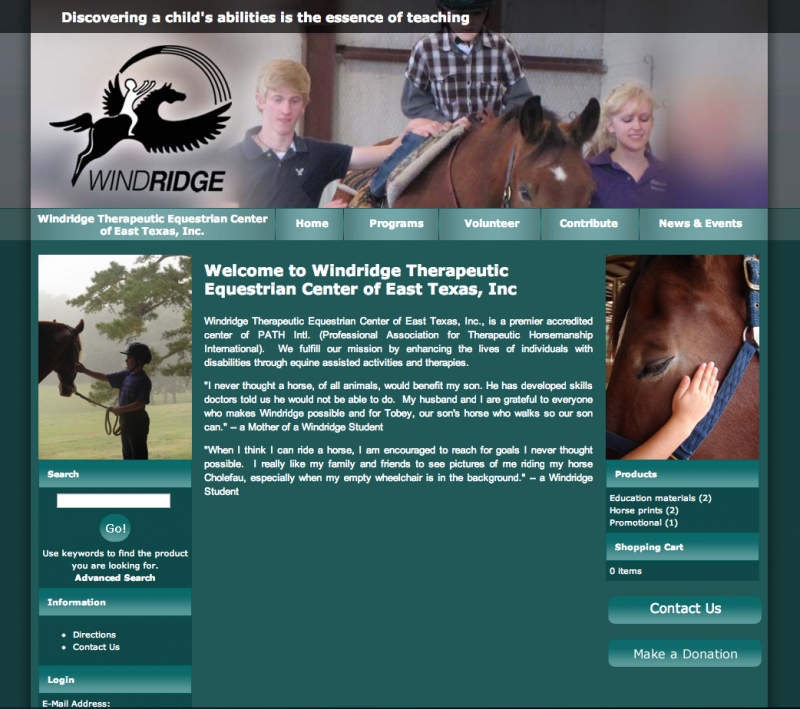 Discovering a child's abilities is the essence of teaching
WINDRIDGE
Windridge Therapeutic Equestrian Center
of East Texas, Inc.
Home
Programs
Volunteer
Contribute
News & Events
Welcome to Windridge Therapeutic
Equestrian Center of East Texas, Inc
Windridge Therapeutic Equestrian Center of East Texas, Inc., is a premier accredited
center of PATH Intl. (Professional Association for Therapeutic Horsemanship
International). We fulfill our mission by enhancing the lives of individuals with
disabilities through equine assisted activities and therapies.
"I never thought a horse, of all animals, would benefit my son. He has developed skills
doctors told us he would not be able to do. My husband and I are grateful to everyone
who makes Windridge possible and for Tobey, our son's horse who walks so our son
can." -- a Mother of a Windridge Student
"When I think I can ride a horse, I am encouraged to reach for goals I never thought
possible. I really like my family and friends to see pictures of me riding my horse
Cholefau, especially when my empty wheelchair is in the background." -- a Windridge
Student
Search
Go!
Use keywords to find the product
you are looking for.
Advanced Search
Information
Directions
Contact Us
Login
E-Mail Address:
Products
Education materials (2)
Horse prints (2)
Promotional (1)
Shopping Cart
0 items
Contact Us
Make a Donation